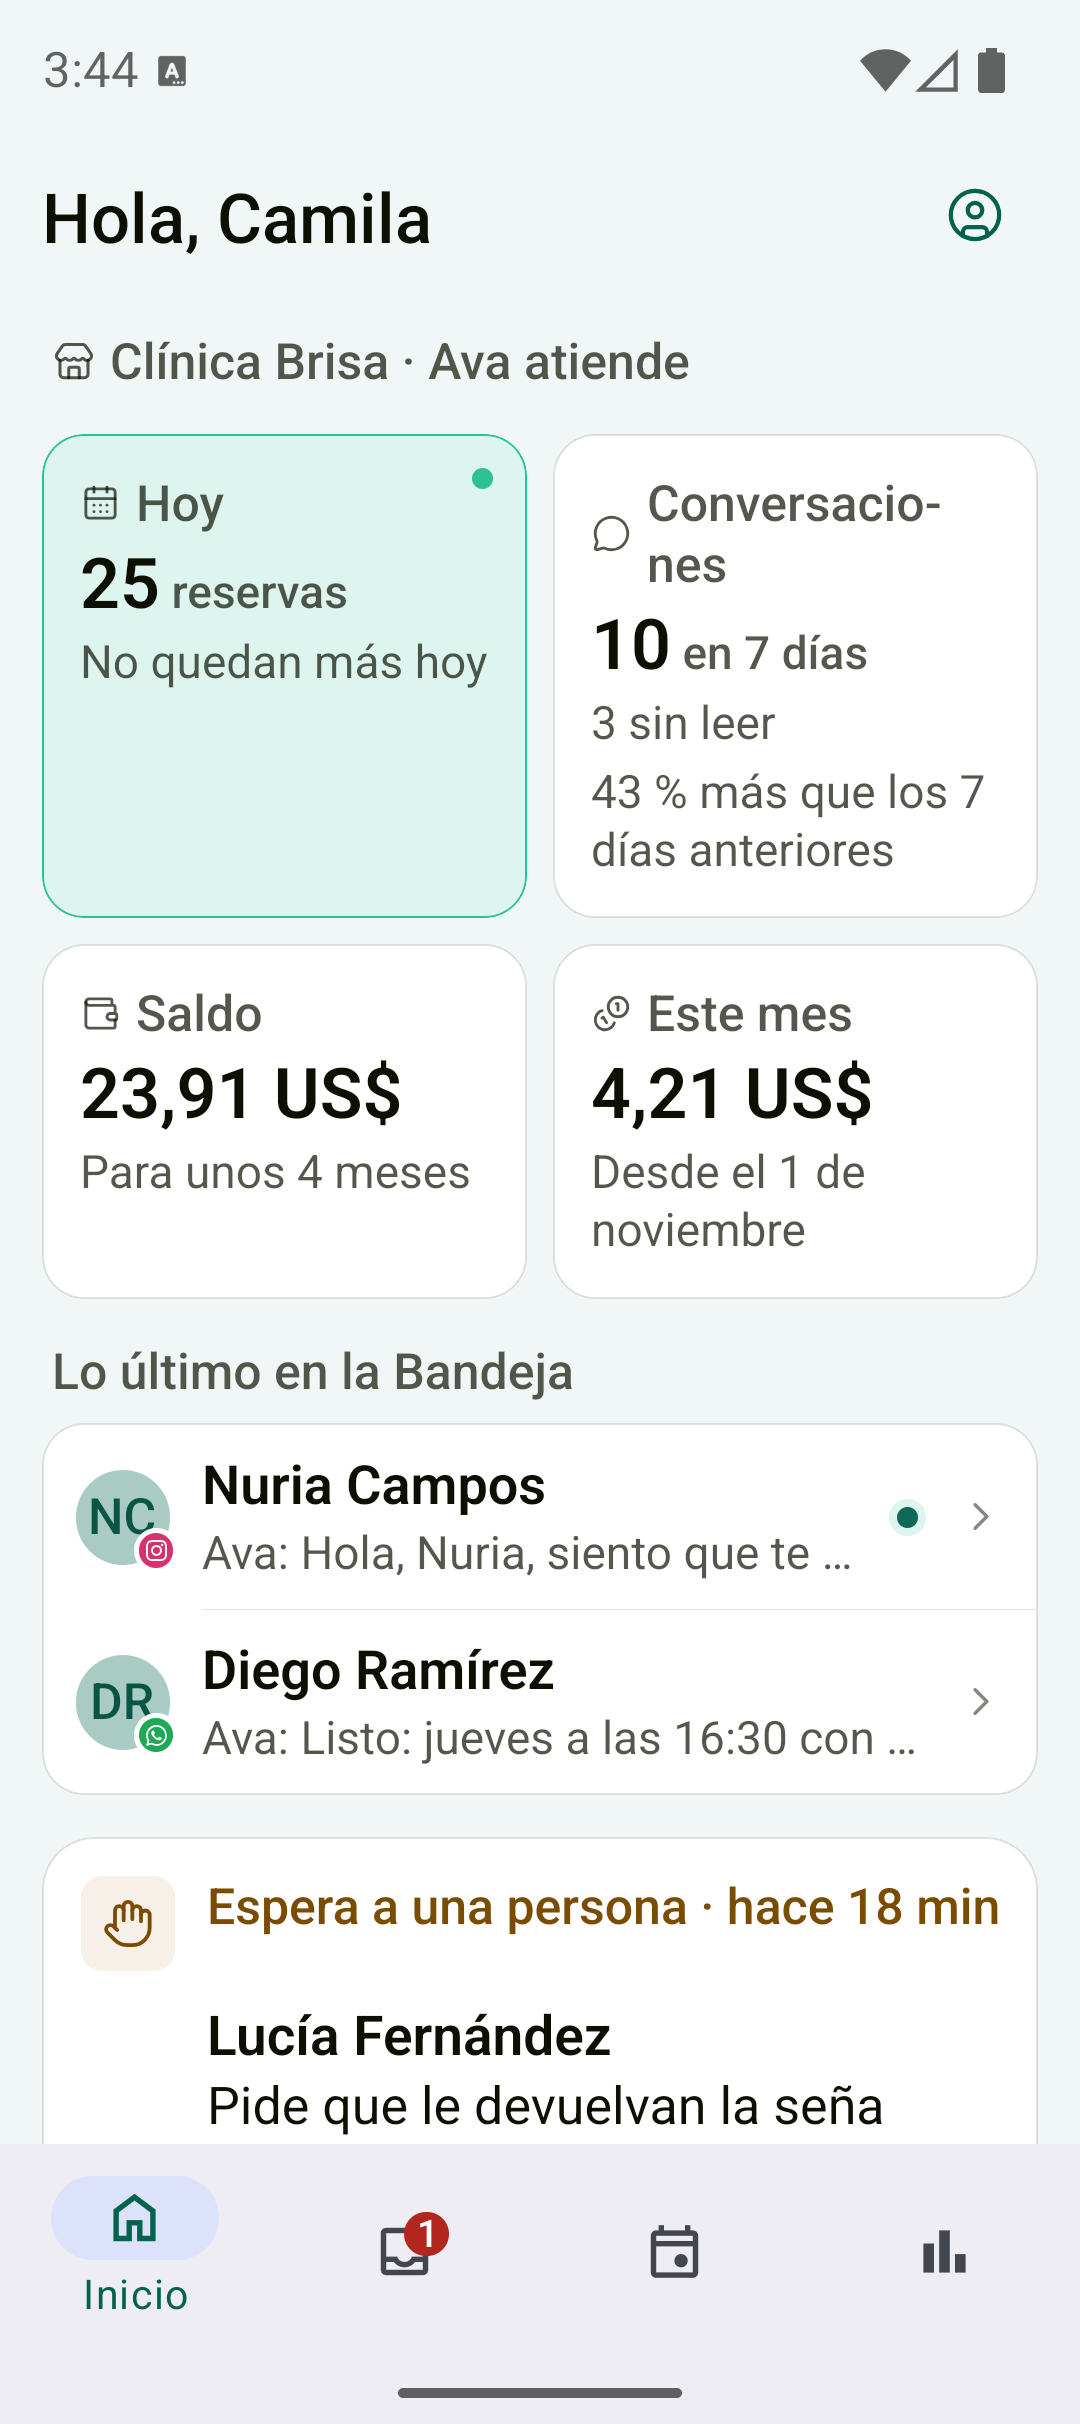 3:44
Hola, Camila
Clínica Brisa · Ava atiende
Hoy
25 reservas
No quedan más hoy
Conversacio-
nes
10 en 7 días
3 sin leer
43 % más que los 7
días anteriores
Saldo
23,91 US$
Para unos 4 meses
Este mes
4,21 US$
Desde el 1 de
noviembre
Lo último en la Bandeja
NC
Nuria Campos
Ava: Hola, Nuria, siento que te ...
DR
Diego Ramírez
Ava: Listo: jueves a las 16:30 con ...
Espera a una persona · hace 18 min
Lucía Fernández
Pide que le devuelvan la seña
1
Inicio